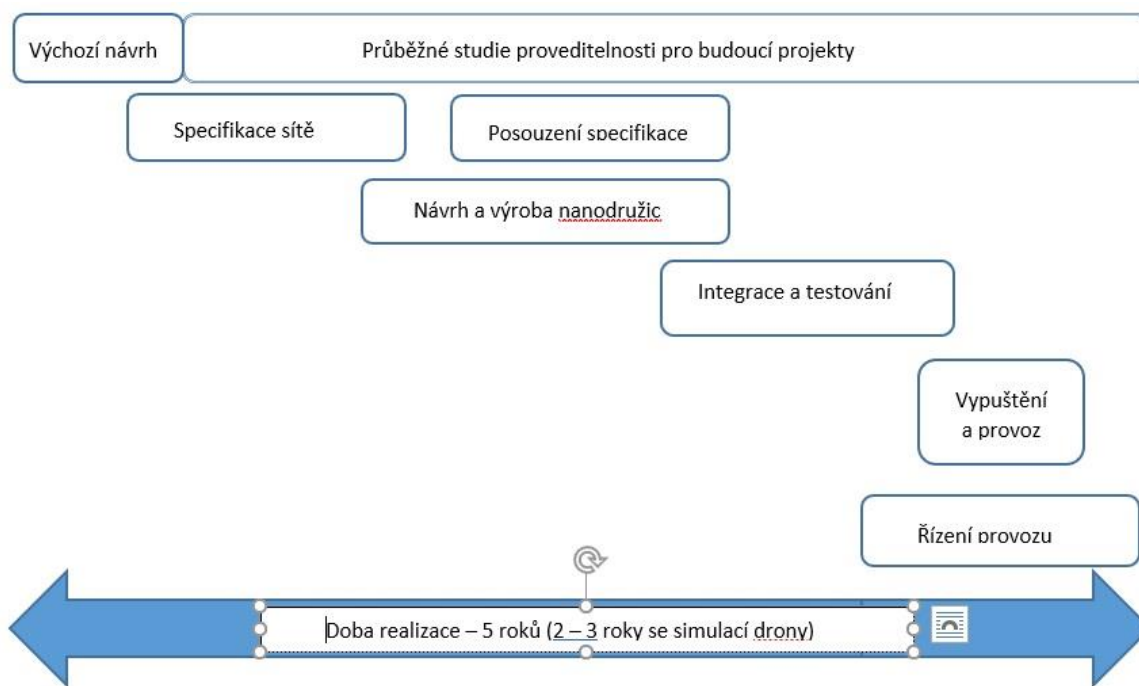 Výchozí návrh
Průběžné studie proveditelnosti pro budoucí projekty
Specifikace sítě
Posouzení specifikace
Návrh a výroba nanodružic
Integrace a testování
Vypuštění
a provoz
Řízení provozu
Doba realizace – 5 roků (2 – 3 roky se simulací drony)